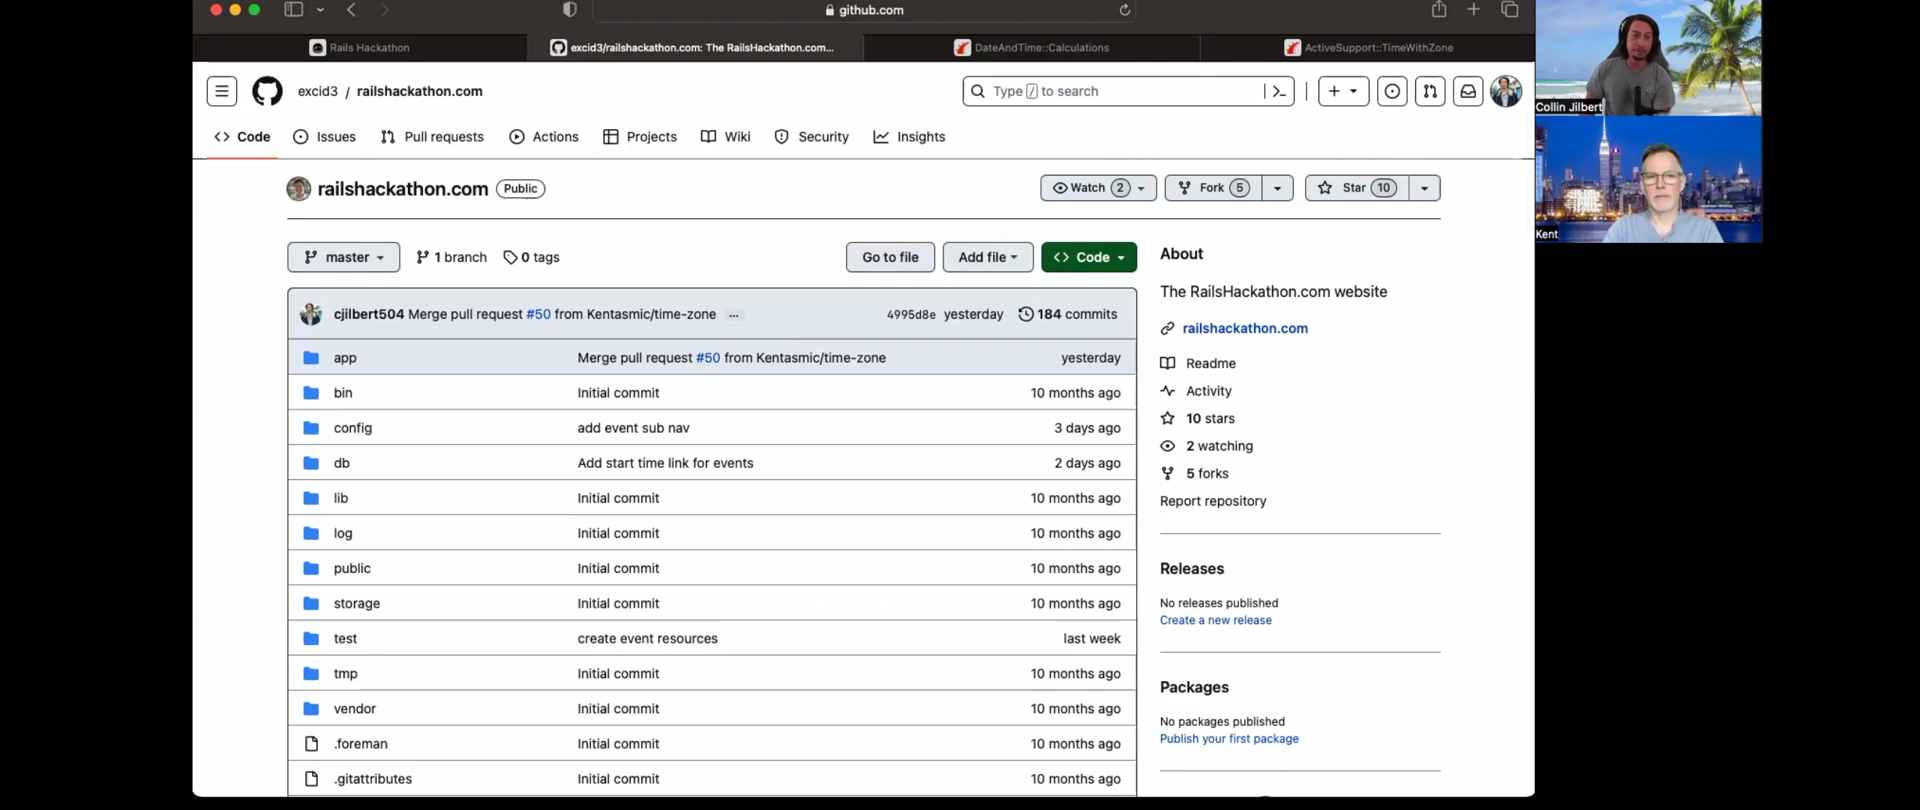 github.com
Rails Hackathon
excid3/railshackathon.com: The RailsHackathon.com...
DateAndTime::Calculations
ActiveSupport::TimeWithZone
excid3 / railshackathon.com
Type / to search
Code
Issues
Pull requests
Actions
Projects
Wiki
Security
Insights
railshackathon.com Public
Watch 2
Fork 5
Star 10
master
1 branch
0 tags
Go to file
Add file
Code
cjilbert504 Merge pull request #50 from Kentasmic/time-zone ... 4995d8e yesterday 184 commits
app Merge pull request #50 from Kentasmic/time-zone yesterday
bin Initial commit 10 months ago
config add event sub nav 3 days ago
db Add start time link for events 2 days ago
lib Initial commit 10 months ago
log Initial commit 10 months ago
public Initial commit 10 months ago
storage Initial commit 10 months ago
test create event resources last week
tmp Initial commit 10 months ago
vendor Initial commit 10 months ago
.foreman Initial commit 10 months ago
.gitattributes Initial commit 10 months ago
About
The RailsHackathon.com website
railshackathon.com
Readme
Activity
10 stars
2 watching
5 forks
Report repository
Releases
No releases published
Create a new release
Packages
No packages published
Publish your first package
Collin Jilbert
Kent